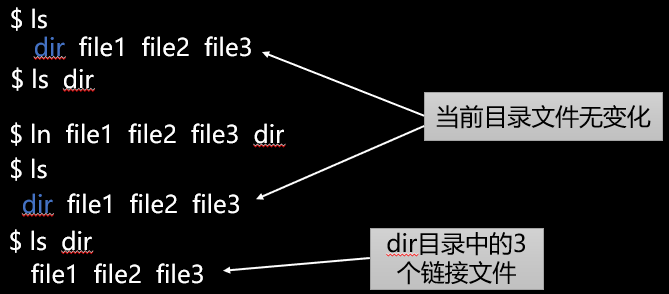 $ ls
dir file1 file2 file3
$ ls dir
当前目录文件无变化
$ ln file1 file2 file3 dir
$ ls
dir file1 file2 file3
$ ls dir
file1 file2 file3
dir目录中的3
个链接文件